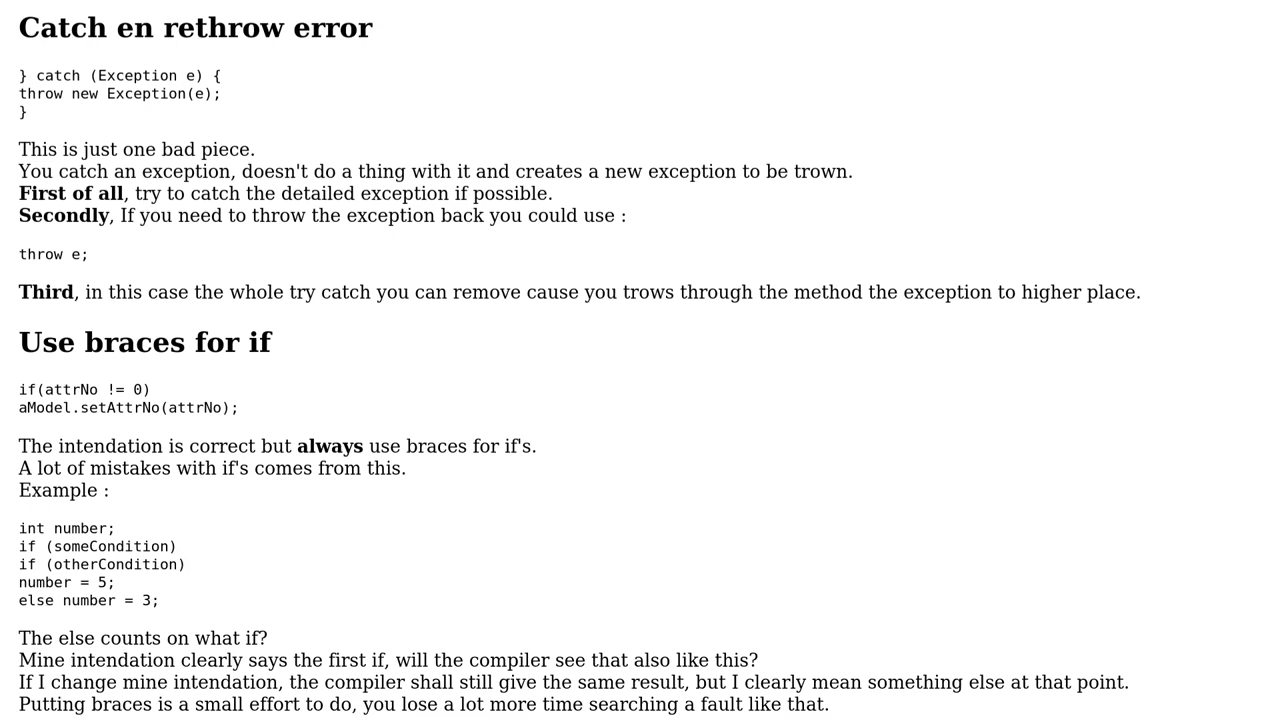 Catch en rethrow error
} catch (Exception e) {
throw new Exception(e);
}
This is just one bad piece.
You catch an exception, doesn't do a thing with it and creates a new exception to be trown.
First of all, try to catch the detailed exception if possible.
Secondly, If you need to throw the exception back you could use :
throw e;
Third, in this case the whole try catch you can remove cause you trows through the method the exception to higher place.
Use braces for if
if(attrNo != 0)
aModel.setAttrNo(attrNo);
The intendation is correct but always use braces for if's.
A lot of mistakes with if's comes from this.
Example :
int number;
if (someCondition)
if (otherCondition)
number = 5;
else number = 3;
The else counts on what if?
Mine intendation clearly says the first if, will the compiler see that also like this?
If I change mine intendation, the compiler shall still give the same result, but I clearly mean something else at that point.
Putting braces is a small effort to do, you lose a lot more time searching a fault like that.